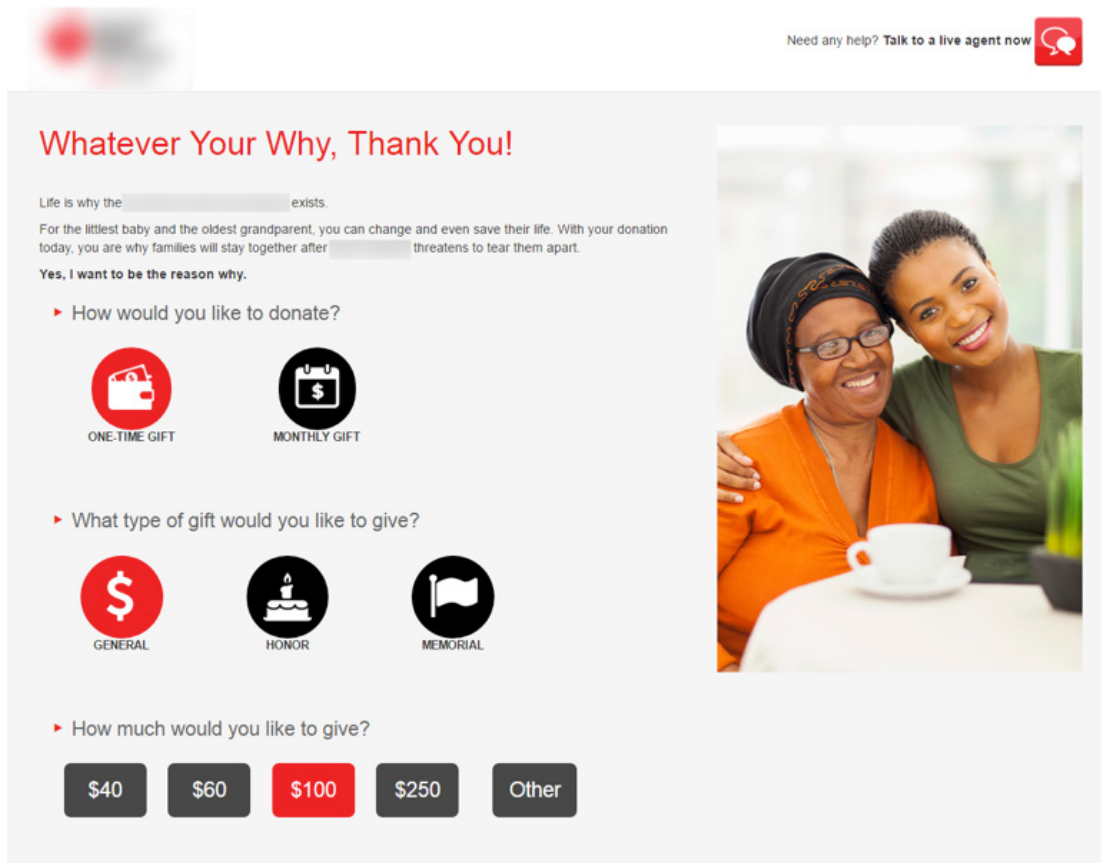 Need any help? Talk to a live agent now
Whatever Your Why, Thank You!
Life is why the exists.
For the littlest baby and the oldest grandparent, you can change and even save their life. With your donation
today, you are why families will stay together after threatens to tear them apart.
Yes, I want to be the reason why.
How would you like to donate?
ONE-TIME GIFT MONTHLY GIFT
What type of gift would you like to give?
GENERAL HONOR MEMORIAL
How much would you like to give?
$40 $60 $100 $250 Other